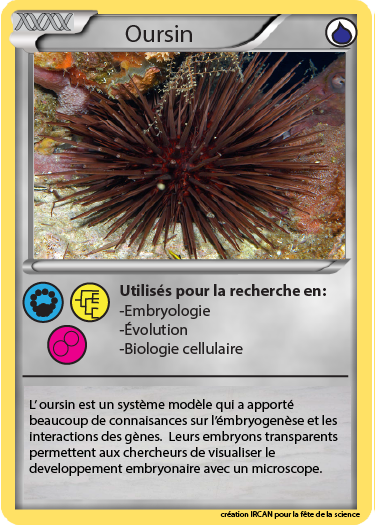 Oursin
Utilisés pour la recherche en:
-Embryologie
-Évolution
-Biologie cellulaire
L' oursin est un système modèle qui a apporté
beaucoup de connaisances sur l'émbryogenèse et les
interactions des gènes.  Leurs embryons transparents
permettent aux chercheurs de visualiser le
developpement embryonaire avec un microscope.
création IRCAN pour la fête de la science